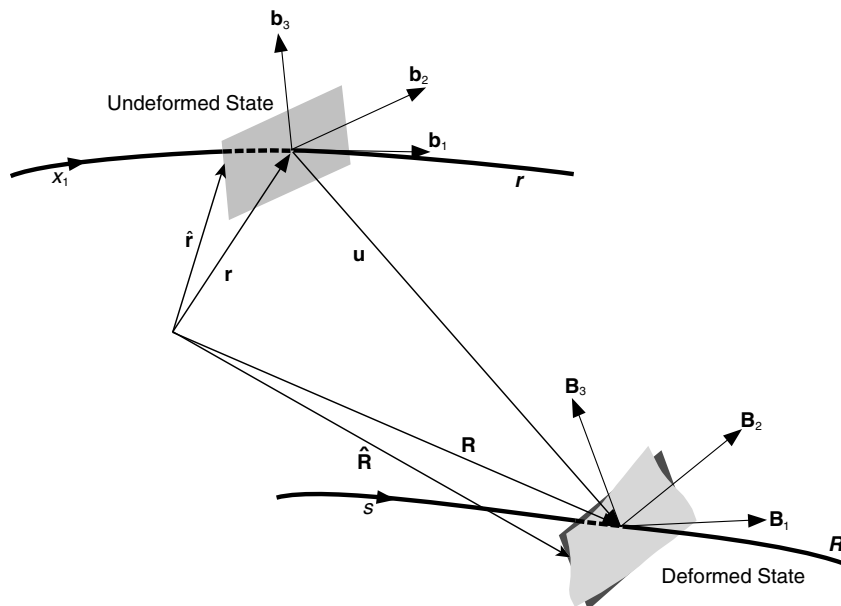 b₃
b₂
Undeformed State
b₁
x₁
r
r̂
r
u
B₃
B₂
R
R̂
s
B₁
R
Deformed State